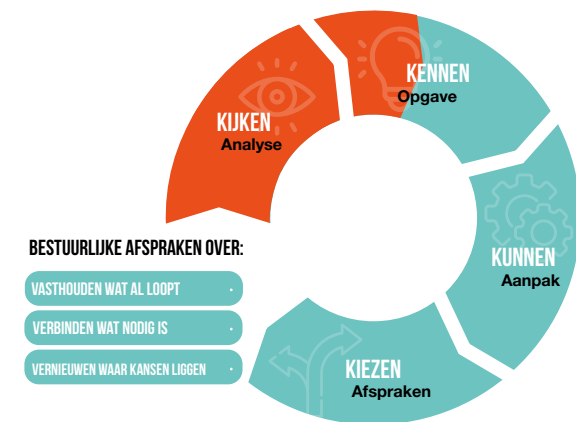 KIJKEN
Analyse
KENNEN
Opgave
KUNNEN
Aanpak
KIEZEN
Afspraken
BESTUURLIJKE AFSPRAKEN OVER:
VASTHOUDEN WAT AL LOOPT
VERBINDEN WAT NODIG IS
VERNIEUWEN WAAR KANSEN LIGGEN